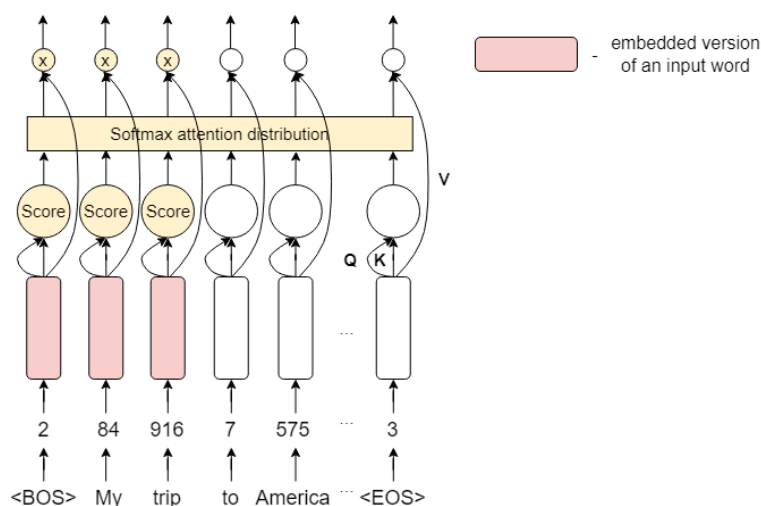 x x x
embedded version
- of an input word
Softmax attention distribution
V
Score Score Score
Q K
...
2 84 916 7 575 ... 3
<BOS> My trip to America ... <EOS>